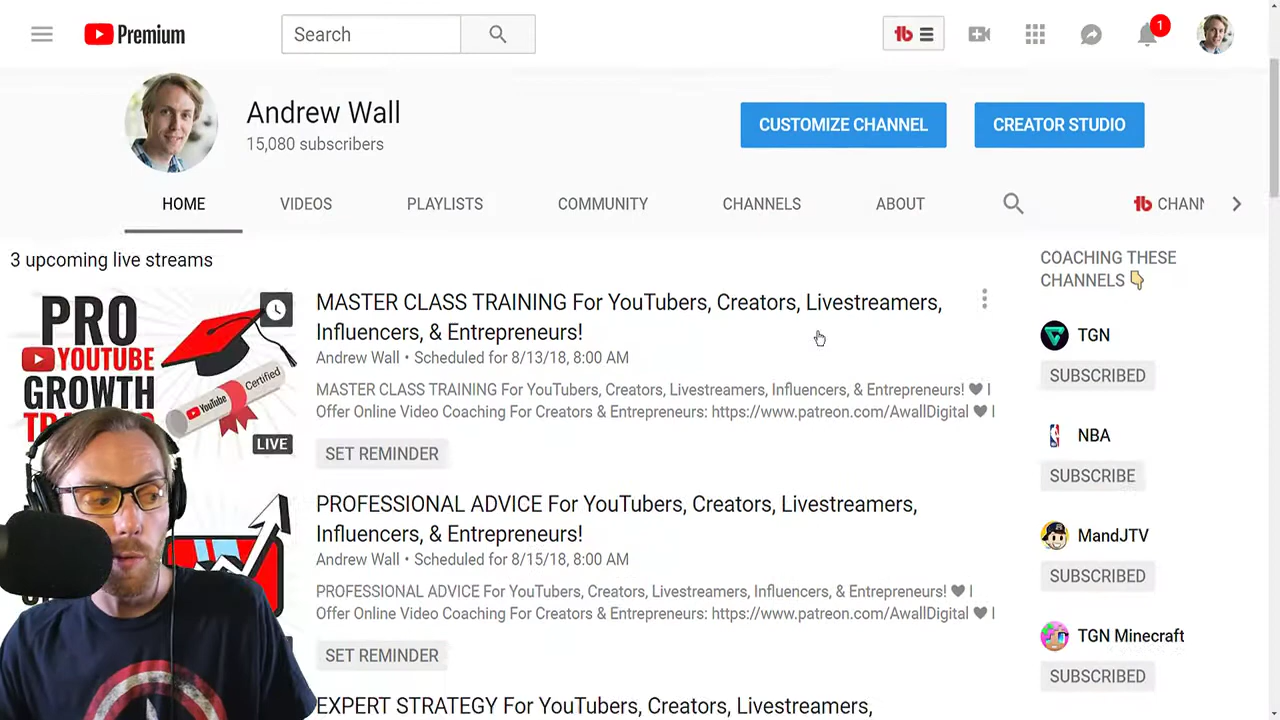 Premium
Search
1
Andrew Wall
15,080 subscribers
CUSTOMIZE CHANNEL
CREATOR STUDIO
HOME
VIDEOS
PLAYLISTS
COMMUNITY
CHANNELS
ABOUT
CHANN
3 upcoming live streams
PRO
YOUTUBE
GROWTH
Certified
YouTube
LIVE
MASTER CLASS TRAINING For YouTubers, Creators, Livestreamers,
Influencers, & Entrepreneurs!
Andrew Wall • Scheduled for 8/13/18, 8:00 AM
MASTER CLASS TRAINING For YouTubers, Creators, Livestreamers, Influencers, & Entrepreneurs! ♥ I
Offer Online Video Coaching For Creators & Entrepreneurs: https://www.patreon.com/AwallDigital ♥ I
SET REMINDER
PROFESSIONAL ADVICE For YouTubers, Creators, Livestreamers,
Influencers, & Entrepreneurs!
Andrew Wall • Scheduled for 8/15/18, 8:00 AM
PROFESSIONAL ADVICE For YouTubers, Creators, Livestreamers, Influencers, & Entrepreneurs! ♥ I
Offer Online Video Coaching For Creators & Entrepreneurs: https://www.patreon.com/AwallDigital ♥ I
SET REMINDER
EXPERT STRATEGY For YouTubers, Creators, Livestreamers,
COACHING THESE
CHANNELS 👇
TGN
SUBSCRIBED
NBA
SUBSCRIBE
MandJTV
SUBSCRIBED
TGN Minecraft
SUBSCRIBED